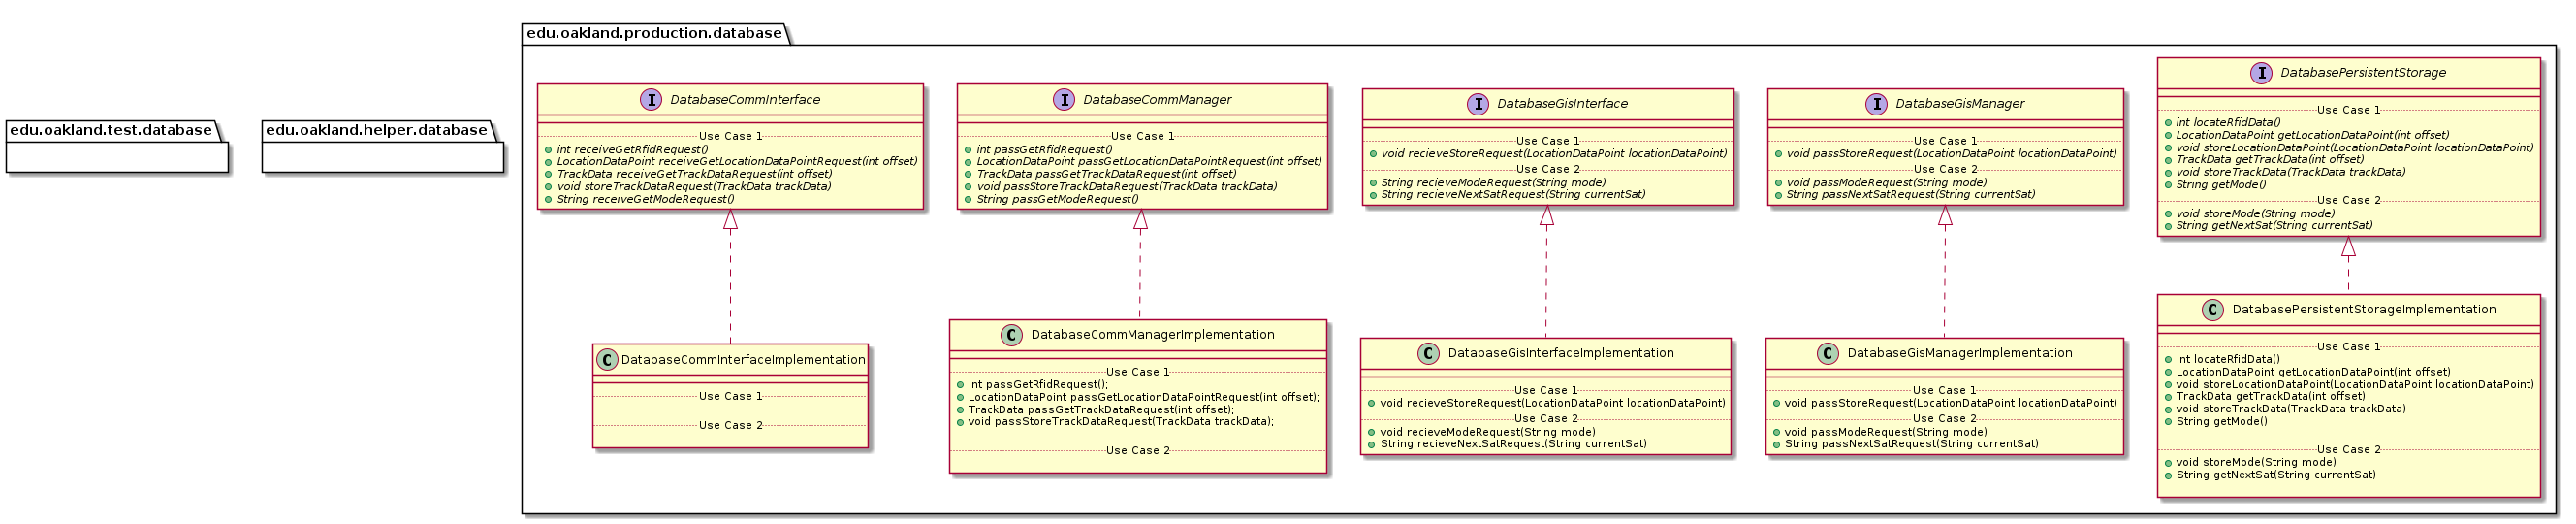 edu.oakland.test.database
edu.oakland.helper.database
edu.oakland.production.database
I DatabaseCommInterface
Use Case 1
int receiveGetRfidRequest()
LocationDataPoint receiveGetLocationDataPointRequest(int offset)
TrackData receiveGetTrackDataRequest(int offset)
void storeTrackDataRequest(TrackData trackData)
String receiveGetModeRequest()
I DatabaseCommManager
Use Case 1
int passGetRfidRequest()
LocationDataPoint passGetLocationDataPointRequest(int offset)
TrackData passGetTrackDataRequest(int offset)
void passStoreTrackDataRequest(TrackData trackData)
String passGetModeRequest()
I DatabaseGisInterface
Use Case 1
void recieveStoreRequest(LocationDataPoint locationDataPoint)
Use Case 2
String recieveModeRequest(String mode)
String recieveNextSatRequest(String currentSat)
I DatabaseGisManager
Use Case 1
void passStoreRequest(LocationDataPoint locationDataPoint)
Use Case 2
void passModeRequest(String mode)
String passNextSatRequest(String currentSat)
I DatabasePersistentStorage
Use Case 1
int locateRfidData()
LocationDataPoint getLocationDataPoint(int offset)
void storeLocationDataPoint(LocationDataPoint locationDataPoint)
TrackData getTrackData(int offset)
void storeTrackData(TrackData trackData)
String getMode()
Use Case 2
void storeMode(String mode)
String getNextSat(String currentSat)
C DatabaseCommInterfaceImplementation
Use Case 1
Use Case 2
C DatabaseCommManagerImplementation
Use Case 1
int passGetRfidRequest();
LocationDataPoint passGetLocationDataPointRequest(int offset);
TrackData passGetTrackDataRequest(int offset);
void passStoreTrackDataRequest(TrackData trackData);
Use Case 2
C DatabaseGisInterfaceImplementation
Use Case 1
void recieveStoreRequest(LocationDataPoint locationDataPoint)
Use Case 2
void recieveModeRequest(String mode)
String recieveNextSatRequest(String currentSat)
C DatabaseGisManagerImplementation
Use Case 1
void passStoreRequest(LocationDataPoint locationDataPoint)
Use Case 2
void passModeRequest(String mode)
String passNextSatRequest(String currentSat)
C DatabasePersistentStorageImplementation
Use Case 1
int locateRfidData()
LocationDataPoint getLocationDataPoint(int offset)
void storeLocationDataPoint(LocationDataPoint locationDataPoint)
TrackData getTrackData(int offset)
void storeTrackData(TrackData trackData)
String getMode()
Use Case 2
void storeMode(String mode)
String getNextSat(String currentSat)